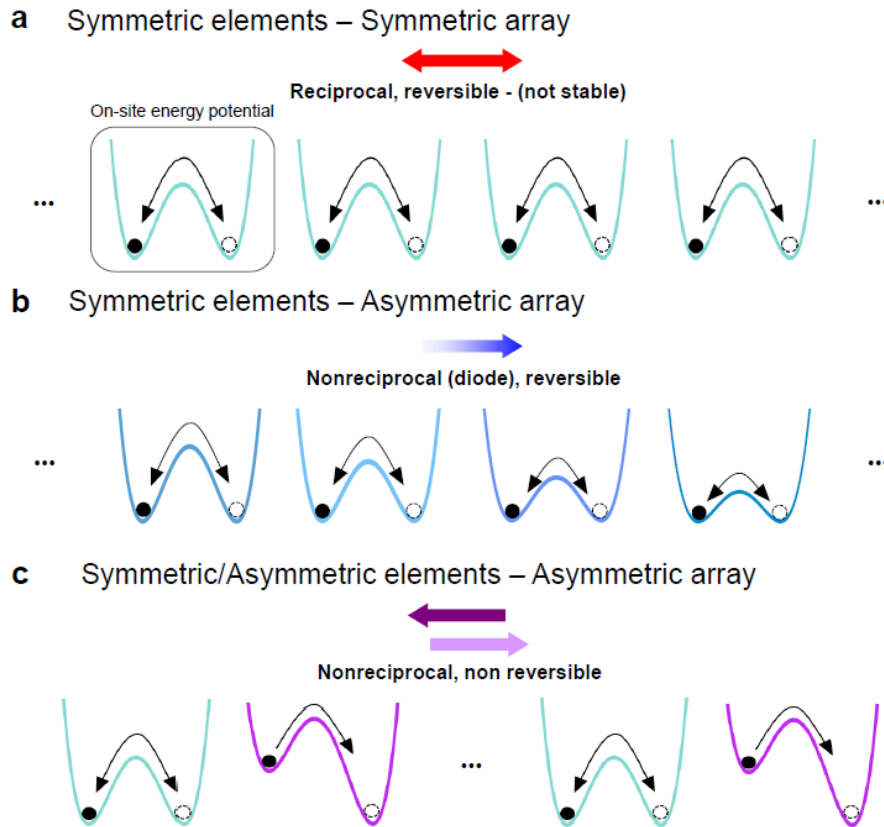 a Symmetric elements – Symmetric array
Reciprocal, reversible - (not stable)
On-site energy potential
... ...
b Symmetric elements – Asymmetric array
Nonreciprocal (diode), reversible
... ...
c Symmetric/Asymmetric elements – Asymmetric array
Nonreciprocal, non reversible
...